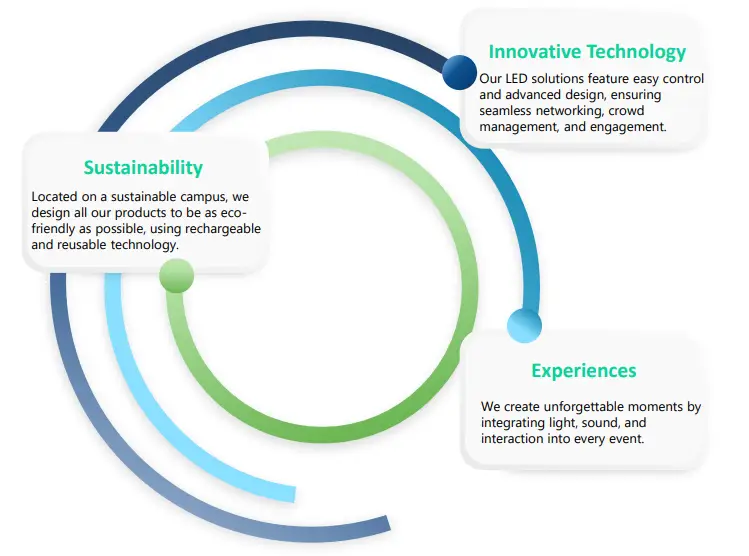 Innovative Technology
Our LED solutions feature easy control
and advanced design, ensuring
seamless networking, crowd
management, and engagement.
Sustainability
Located on a sustainable campus, we
design all our products to be as eco-
friendly as possible, using rechargeable
and reusable technology.
Experiences
We create unforgettable moments by
integrating light, sound, and
interaction into every event.